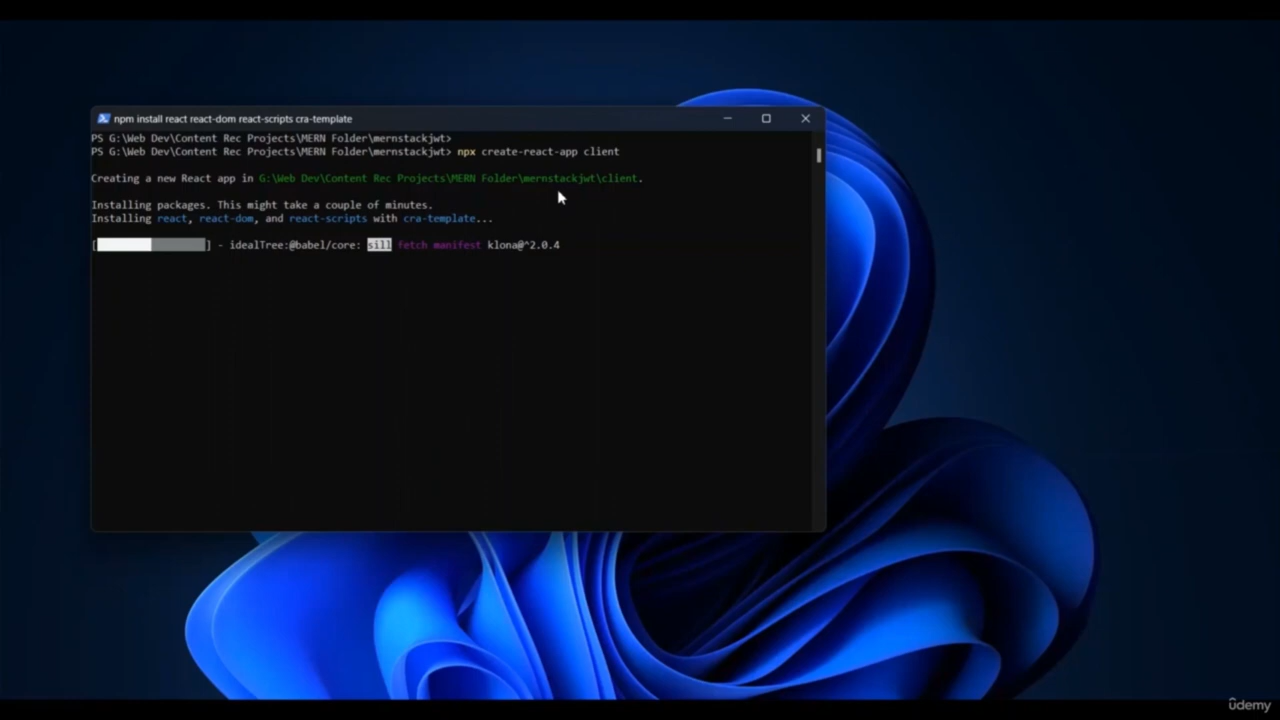 npm install react react-dom react-scripts cra-template
PS G:\Web Dev\Content Rec Projects\MERN Folder\mernstackjwt>
PS G:\Web Dev\Content Rec Projects\MERN Folder\mernstackjwt> npx create-react-app client
Creating a new React app in G:\Web Dev\Content Rec Projects\MERN Folder\mernstackjwt\client.
Installing packages. This might take a couple of minutes.
Installing react, react-dom, and react-scripts with cra-template...
[ ] - idealTree:@babel/core: sill fetch manifest klona@^2.0.4
ûdemy